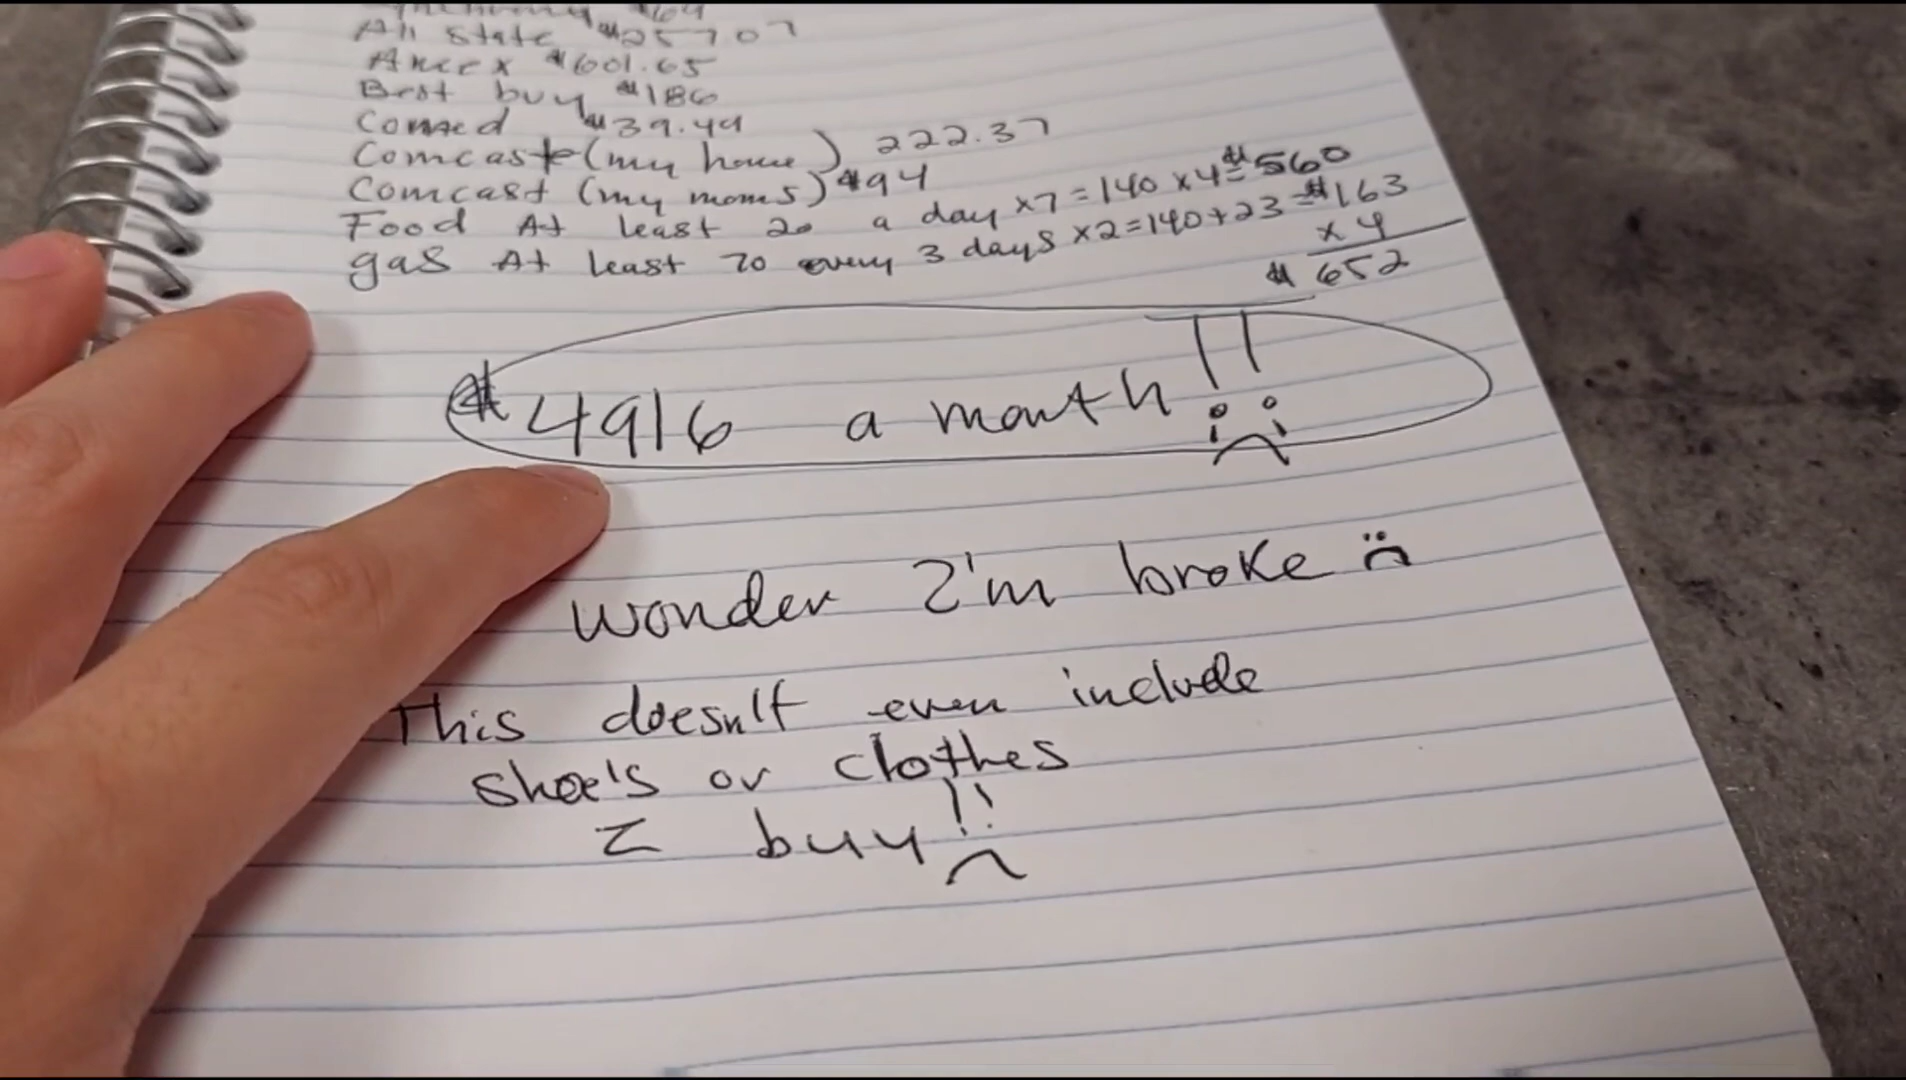 $64
All state $257 07
Amex $601.65
Best buy $186
Comed $39.49
Comcast (my house) 222.37
Comcast (my moms) $94
Food At least 20 a day x7=140 x4= $560
gas At least 70 every 3 days x2=140+23=$163
x 4
$652
$4916 a month!!
wonder I'm broke
This doesn't even include
shoe's or clothes
I buy!!